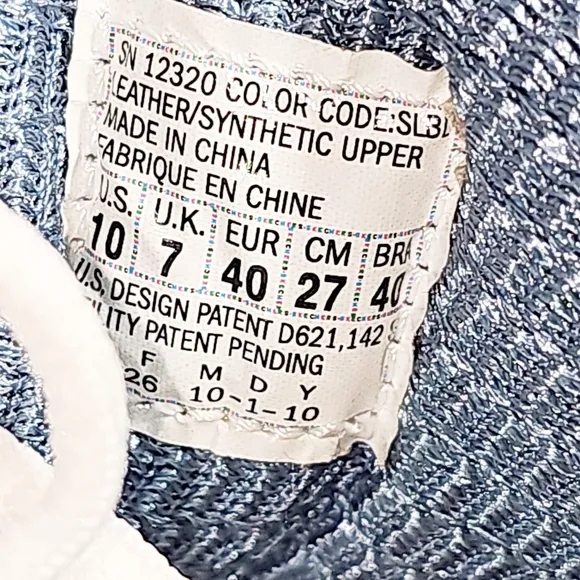 SN 12320 COLOR CODE:SLBL
LEATHER/SYNTHETIC UPPER
MADE IN CHINA
FABRIQUE EN CHINE
U.S. U.K. EUR CM BRA
10 7 40 27 40
U.S. DESIGN PATENT D621,142
ILITY PATENT PENDING
F M D Y
26 10-1-10